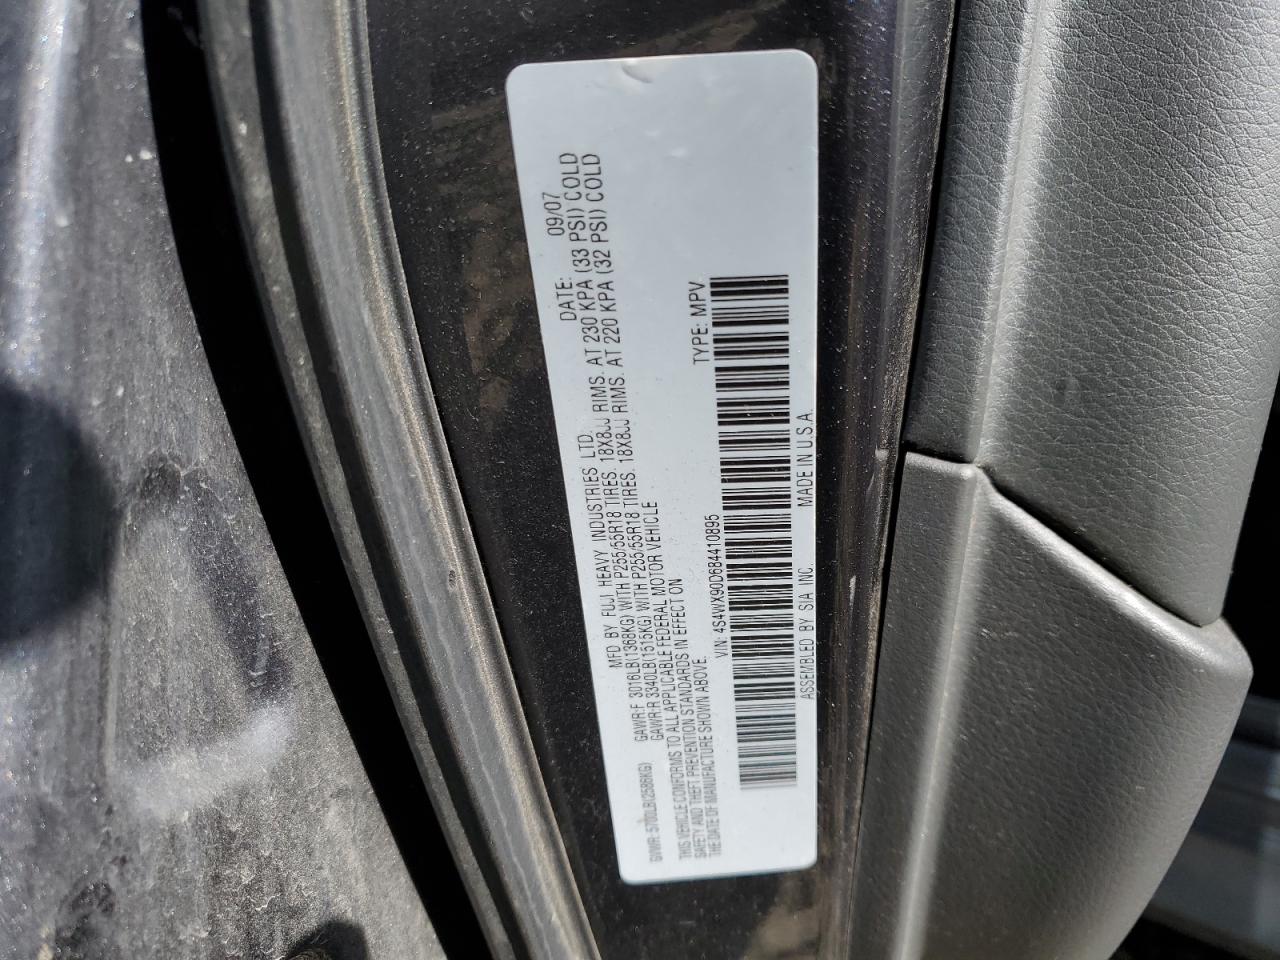 MFD BY FUJI HEAVY INDUSTRIES LTD. DATE: 09/07
GVWR: 5700LB(2586KG) GAWR:F 3016LB(1368KG) WITH P255/55R18 TIRES. 18X8JJ RIMS. AT 230 KPA (33 PSI) COLD
GAWR:R 3340LB(1515KG) WITH P255/55R18 TIRES. 18X8JJ RIMS. AT 220 KPA (32 PSI) COLD
THIS VEHICLE CONFORMS TO ALL APPLICABLE FEDERAL MOTOR VEHICLE
SAFETY AND THEFT PREVENTION STANDARDS IN EFFECT ON
THE DATE OF MANUFACTURE SHOWN ABOVE.
VIN: 4S4WX90D684410895 TYPE: MPV
ASSEMBLED BY SIA INC. MADE IN U.S.A.